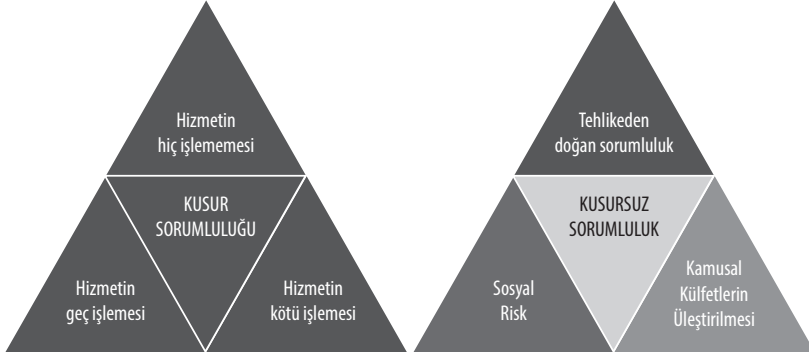 Hizmetin
hiç işlememesi
KUSUR
SORUMLULUĞU
Hizmetin
geç işlemesi
Hizmetin
kötü işlemesi
Tehlikeden
doğan sorumluluk
KUSURSUZ
SORUMLULUK
Sosyal
Risk
Kamusal
Külfetlerin
Üleştirilmesi